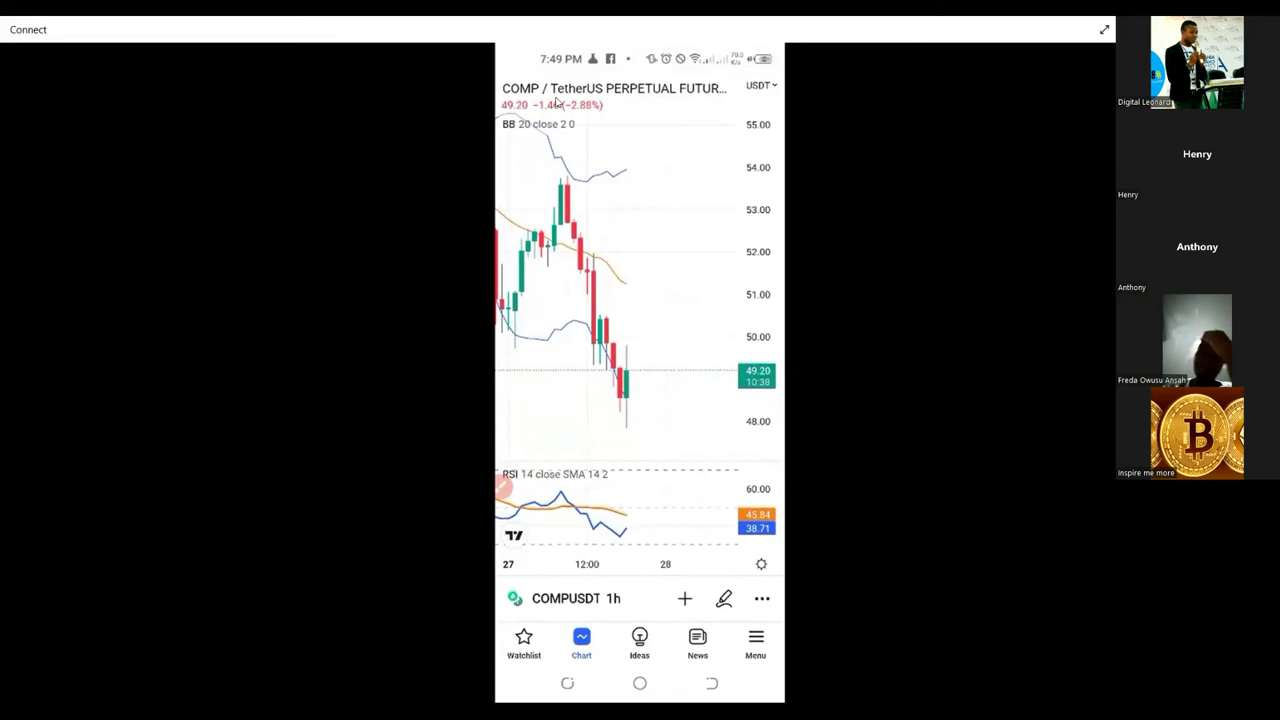 Connect
7:49 PM
COMP / TetherUS PERPETUAL FUTUR... USDT
49.20 (−2.88%)
BB 20 close 2 0
55.00
54.00
53.00
52.00
51.00
50.00
49.20
10:38
48.00
RSI 14 close SMA 14 2
60.00
45.84
38.71
27 12:00 28
COMPUSDT 1h
Watchlist Chart Ideas News Menu
Digital Leonard
Henry
Henry
Anthony
Anthony
Freda Owusu Ansah
Inspire me more